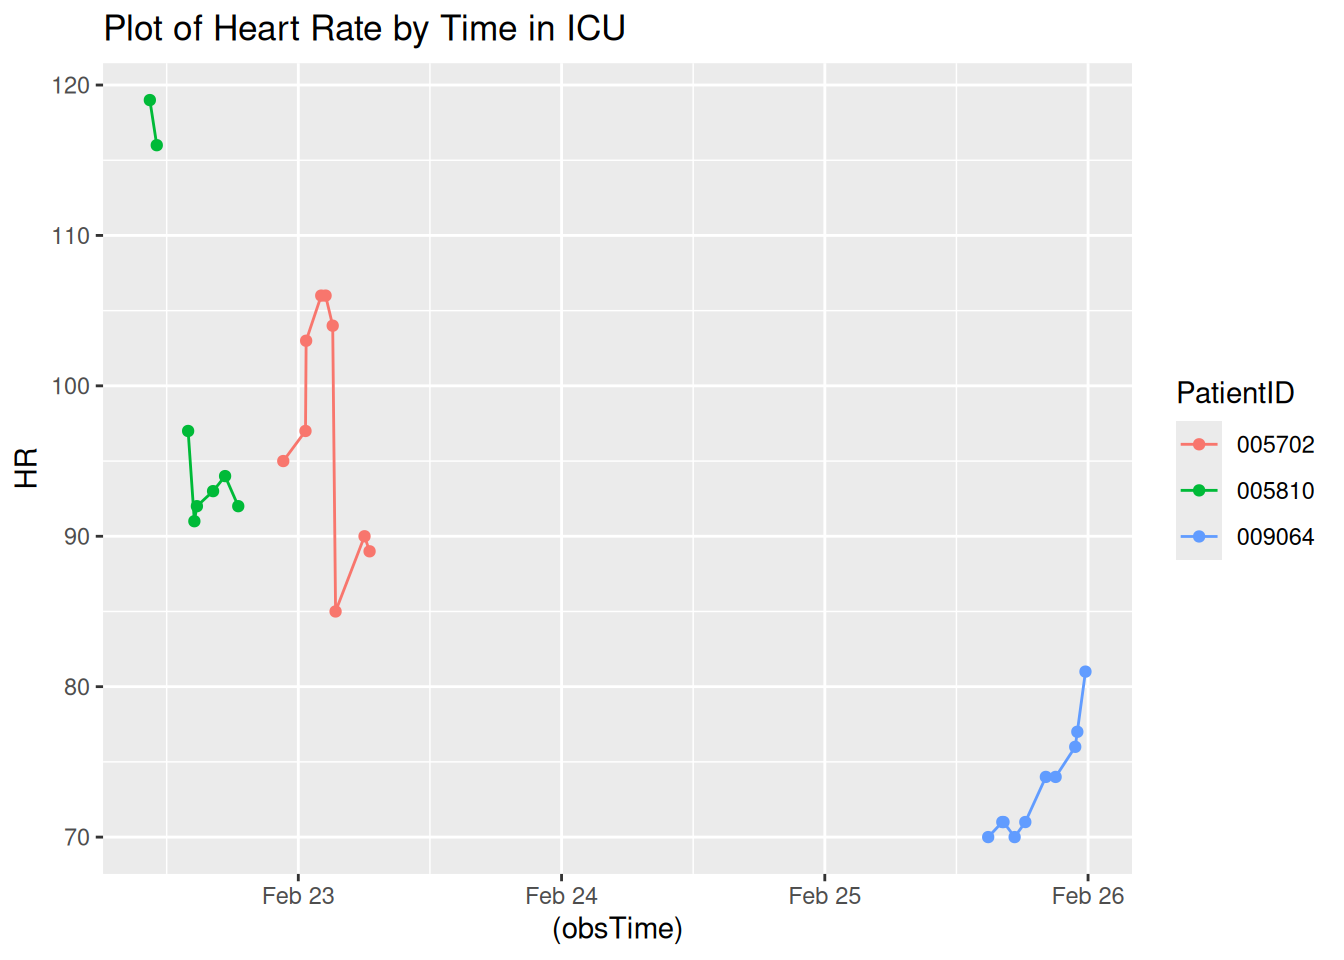 Plot of Heart Rate by Time in ICU
120
110
100
90
80
70
HR
Feb 23
Feb 24
Feb 25
Feb 26
(obsTime)
PatientID
005702
005810
009064